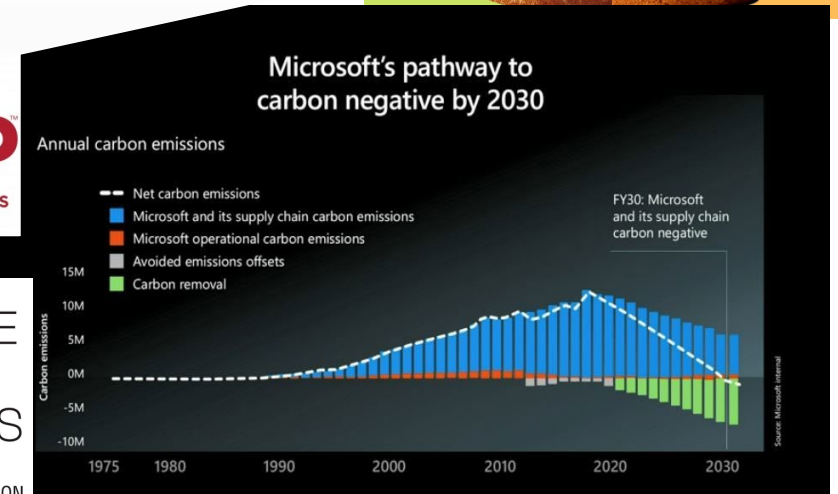 Microsoft's pathway to
carbon negative by 2030
Annual carbon emissions
Net carbon emissions
Microsoft and its supply chain carbon emissions
Microsoft operational carbon emissions
Avoided emissions offsets
Carbon removal
FY30: Microsoft
and its supply chain
carbon negative
15M
10M
5M
0M
-5M
-10M
Carbon emissions
1975 1980 1990 2000 2010 2020 2030
Source: Microsoft internal
TM
S
E
S
ON